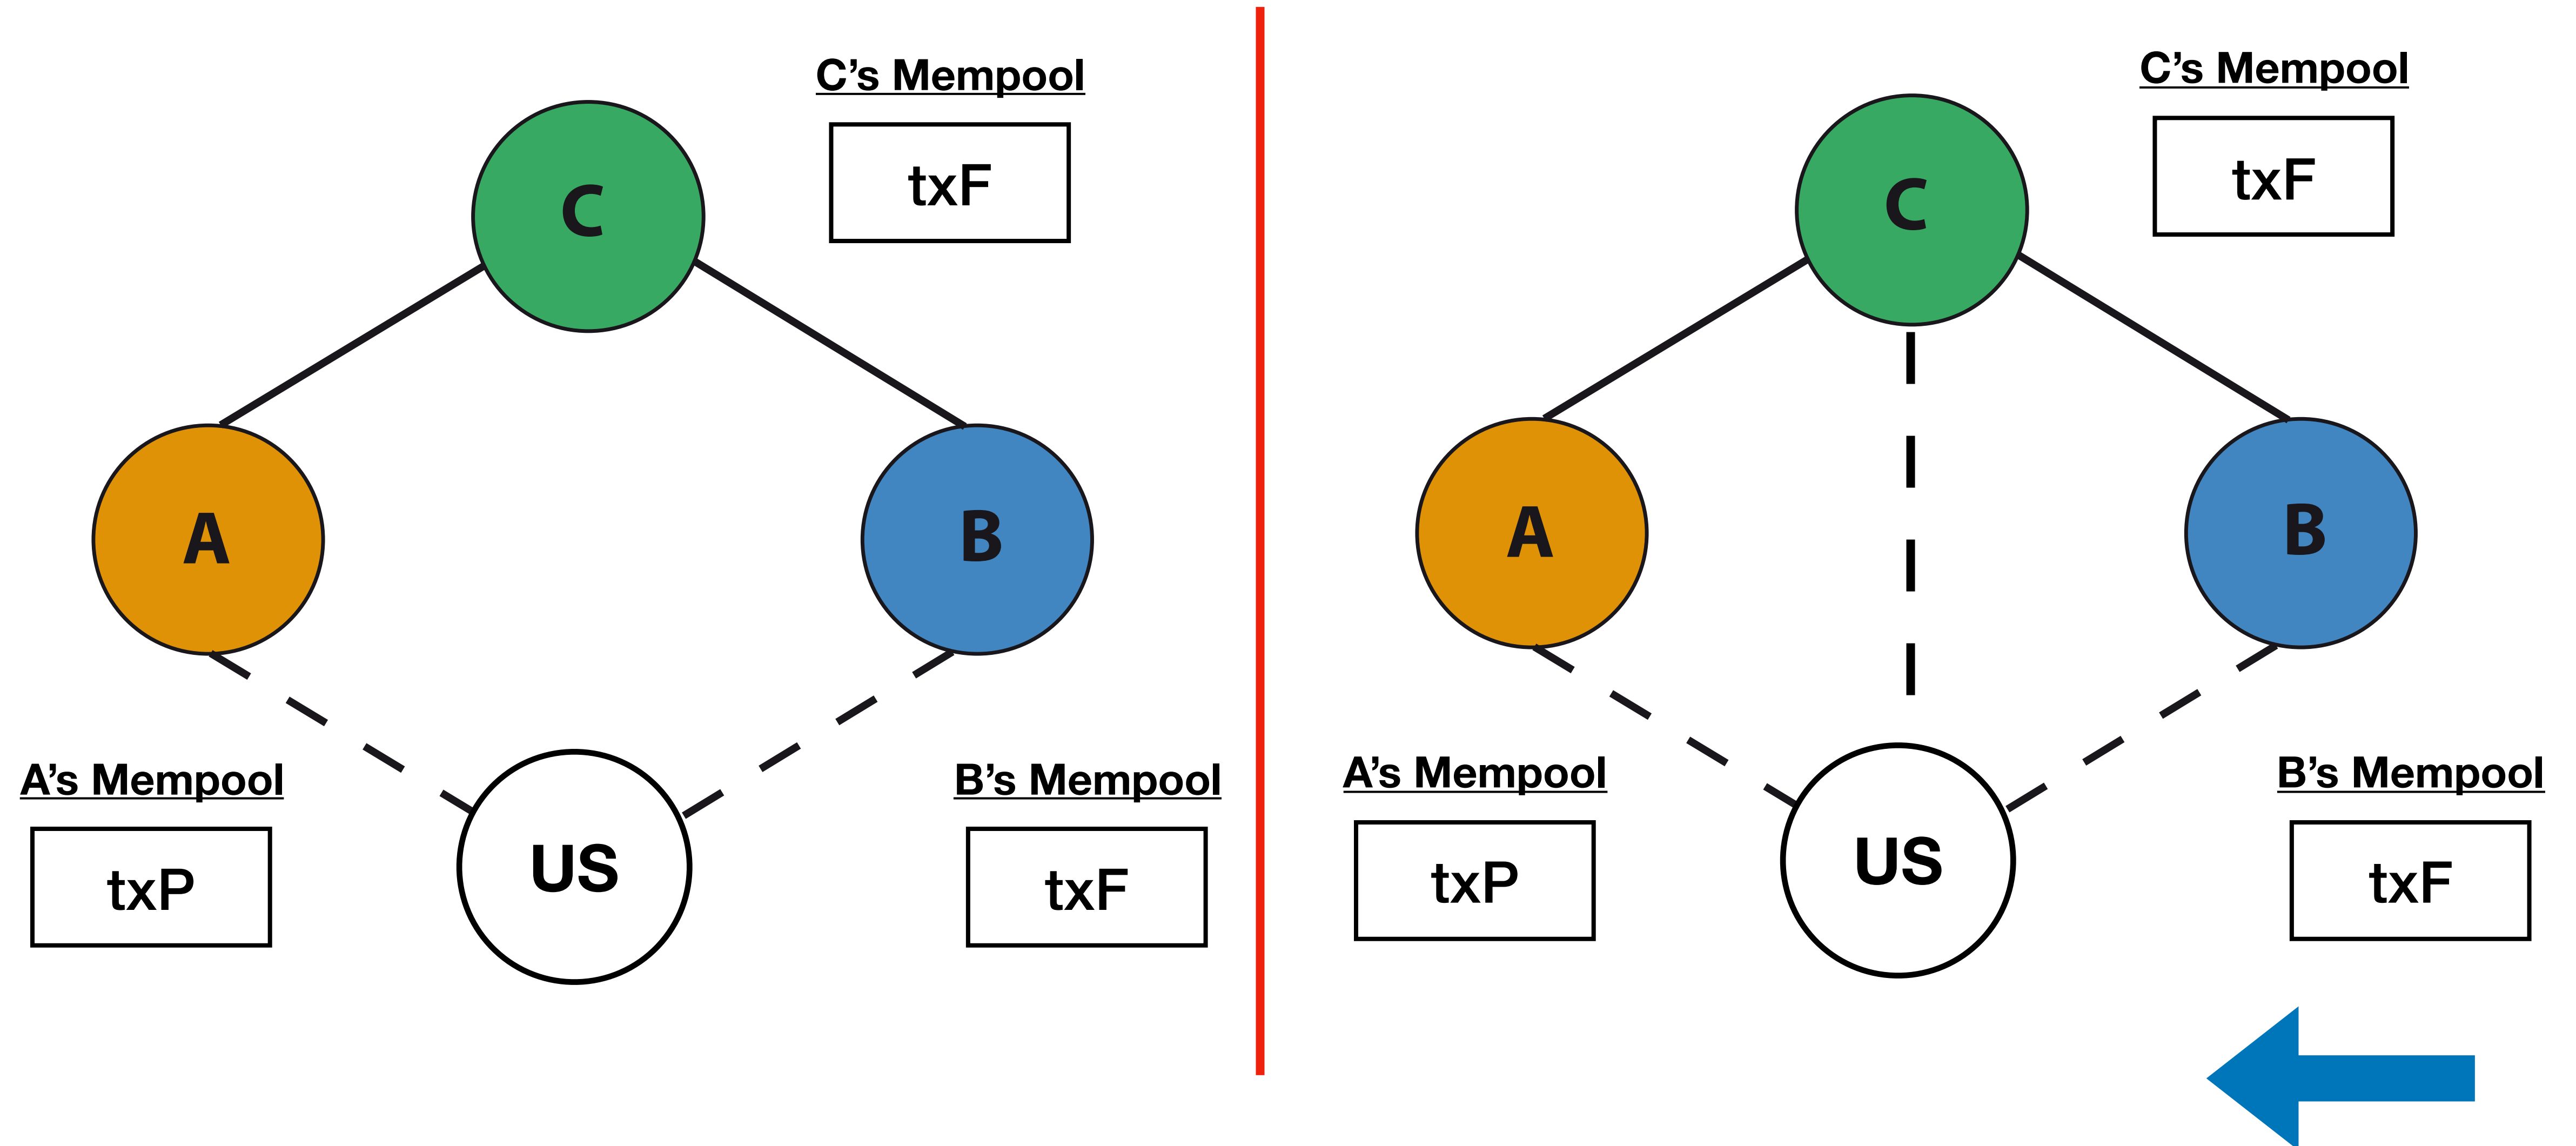 C’s Mempool
txF
C
A
B
A’s Mempool
txP
US
B’s Mempool
txF
C’s Mempool
txF
C
A
B
A’s Mempool
txP
US
B’s Mempool
txF